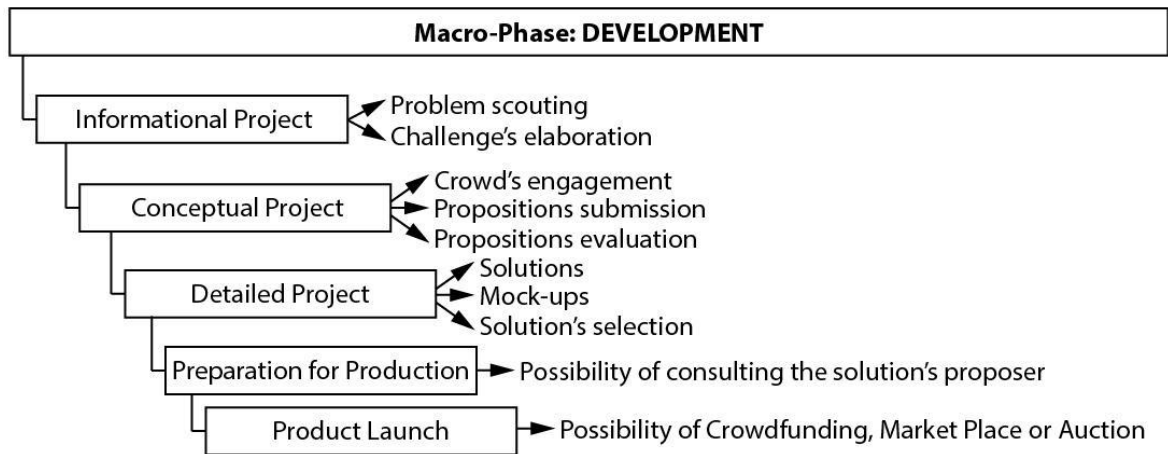 Macro-Phase: DEVELOPMENT
Informational Project
Problem scouting
Challenge's elaboration
Conceptual Project
Crowd's engagement
Propositions submission
Propositions evaluation
Detailed Project
Solutions
Mock-ups
Solution's selection
Preparation for Production
Possibility of consulting the solution's proposer
Product Launch
Possibility of Crowdfunding, Market Place or Auction